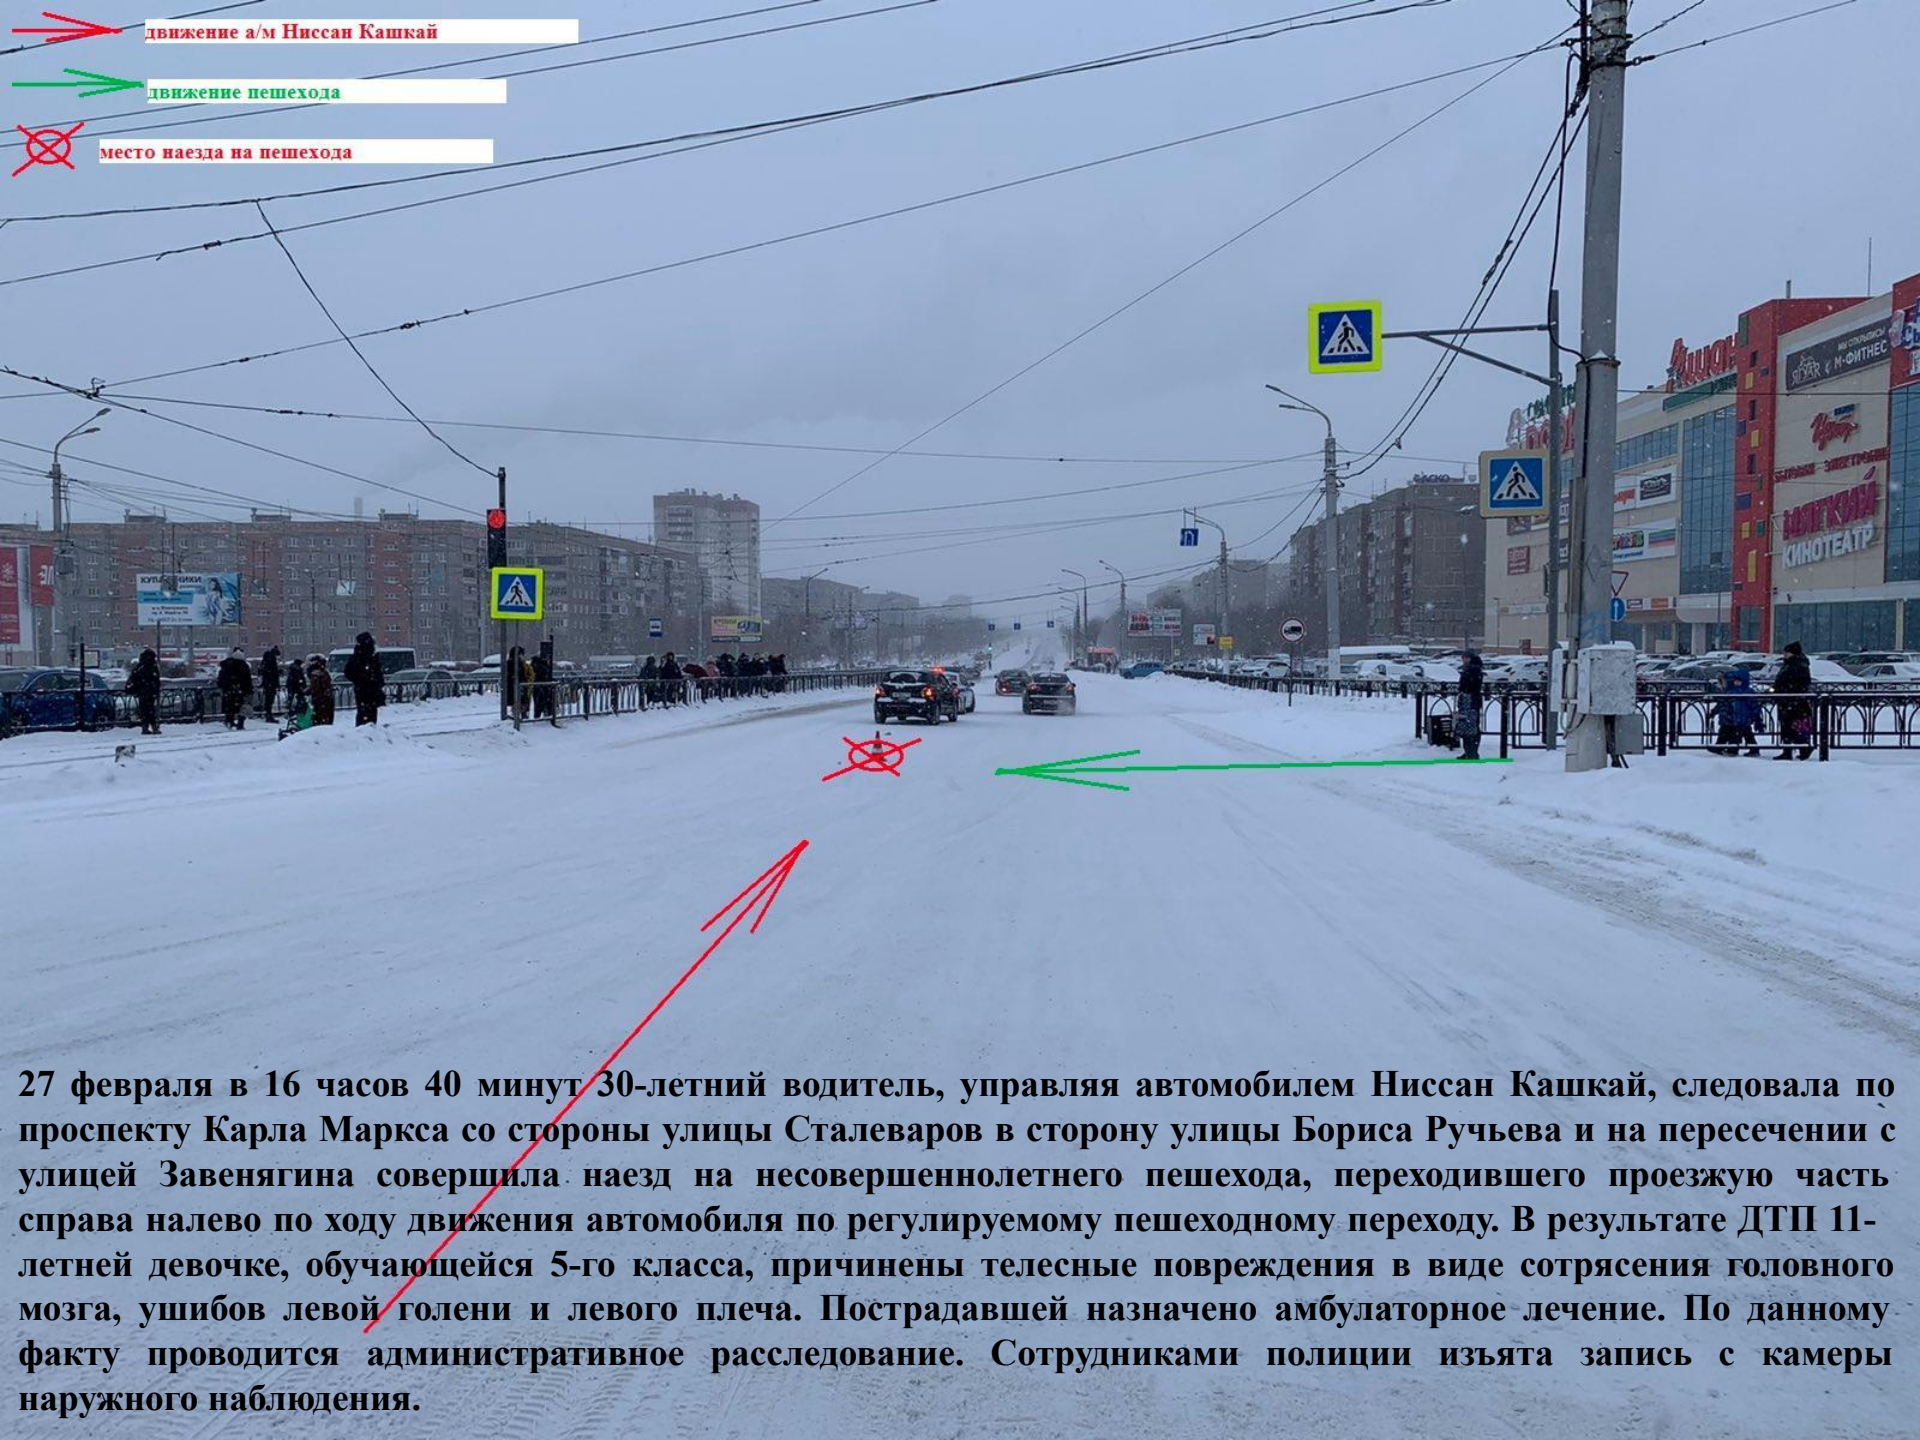 движение а/м Ниссан Кашкай
движение пешехода
место наезда на пешехода
Ашан
МЫ ОТКРЫЛИСЬ
М-ФИТНЕС
МЯГКИЙ
КИНОТЕАТР
27 февраля в 16 часов 40 минут 30-летний водитель, управляя автомобилем Ниссан Кашкай, следовала по
проспекту Карла Маркса со стороны улицы Сталеваров в сторону улицы Бориса Ручьева и на пересечении с
улицей Завенягина совершила наезд на несовершеннолетнего пешехода, переходившего проезжую часть
справа налево по ходу движения автомобиля по регулируемому пешеходному переходу. В результате ДТП 11-
летней девочке, обучающейся 5-го класса, причинены телесные повреждения в виде сотрясения головного
мозга, ушибов левой голени и левого плеча. Пострадавшей назначено амбулаторное лечение. По данному
факту проводится административное расследование. Сотрудниками полиции изъята запись с камеры
наружного наблюдения.